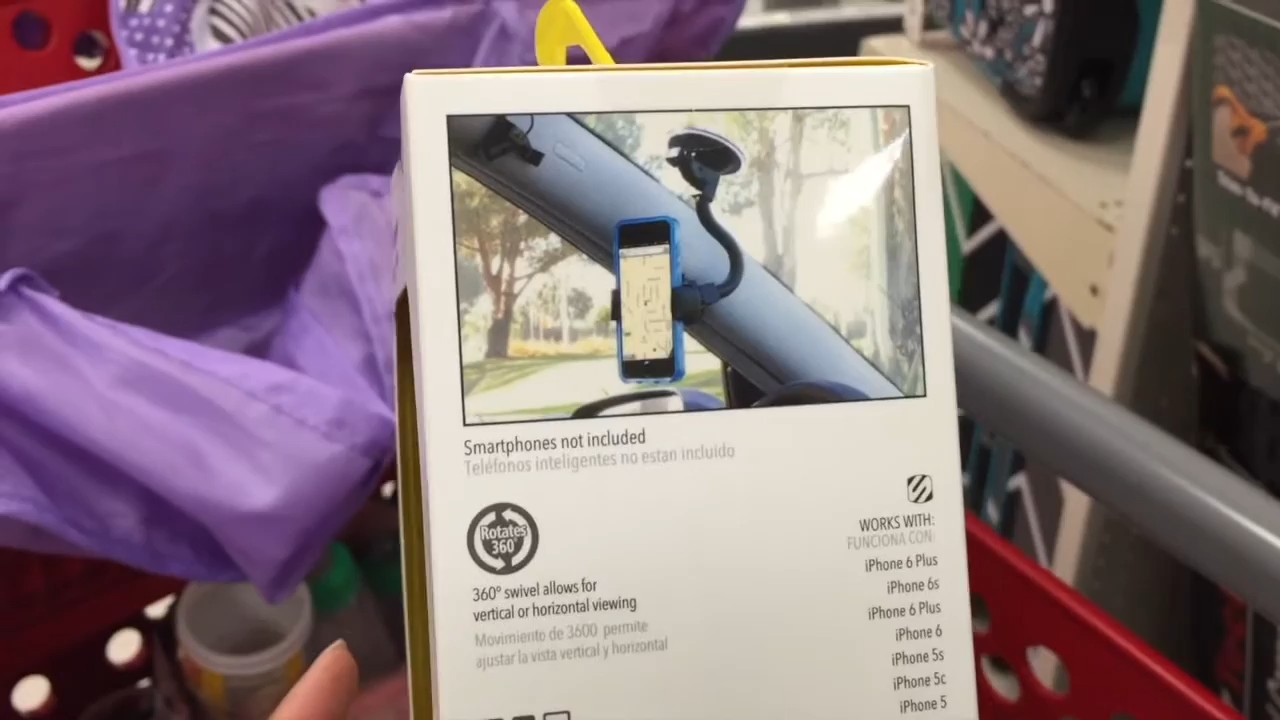 Smartphones not included
Teléfonos inteligentes no estan incluido
Rotates
360°
360° swivel allows for
vertical or horizontal viewing
Movimiento de 3600 permite
ajustar la vista vertical y horizontal
WORKS WITH:
FUNCIONA CON:
iPhone 6 Plus
iPhone 6s
iPhone 6 Plus
iPhone 6
iPhone 5s
iPhone 5c
iPhone 5